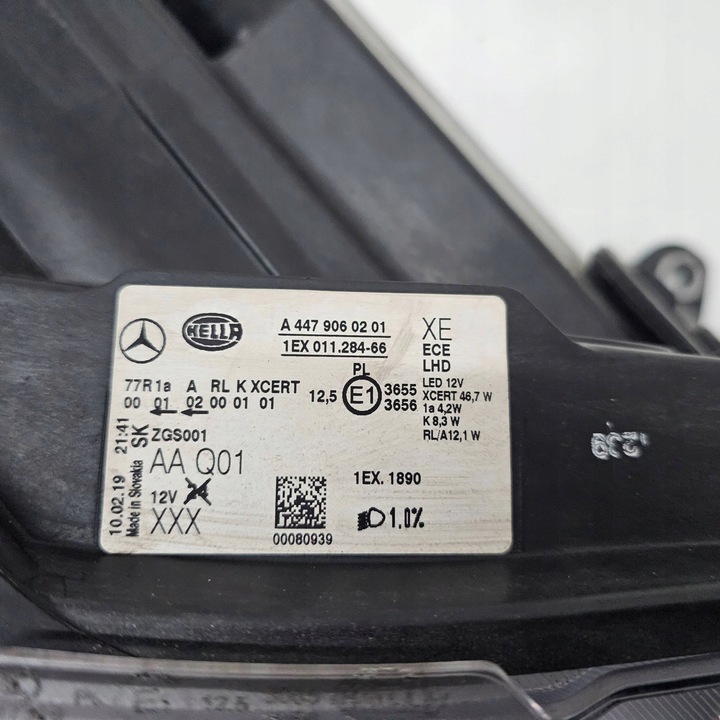 HELLA
A 447 906 02 01
1EX 011.284-66
XE
ECE
LHD
LED 12V
XCERT 46,7 W
1a 4,2W
K 8,3 W
RL/A12,1 W
77R1a A RL K XCERT
00 01 02 00 01 01
12,5
PL
E1
3655
3656
10.02.19 21:41
Made in Slovakia SK
ZGS001
AA Q01
12V
XXX
00080939
1EX. 1890
1,0%